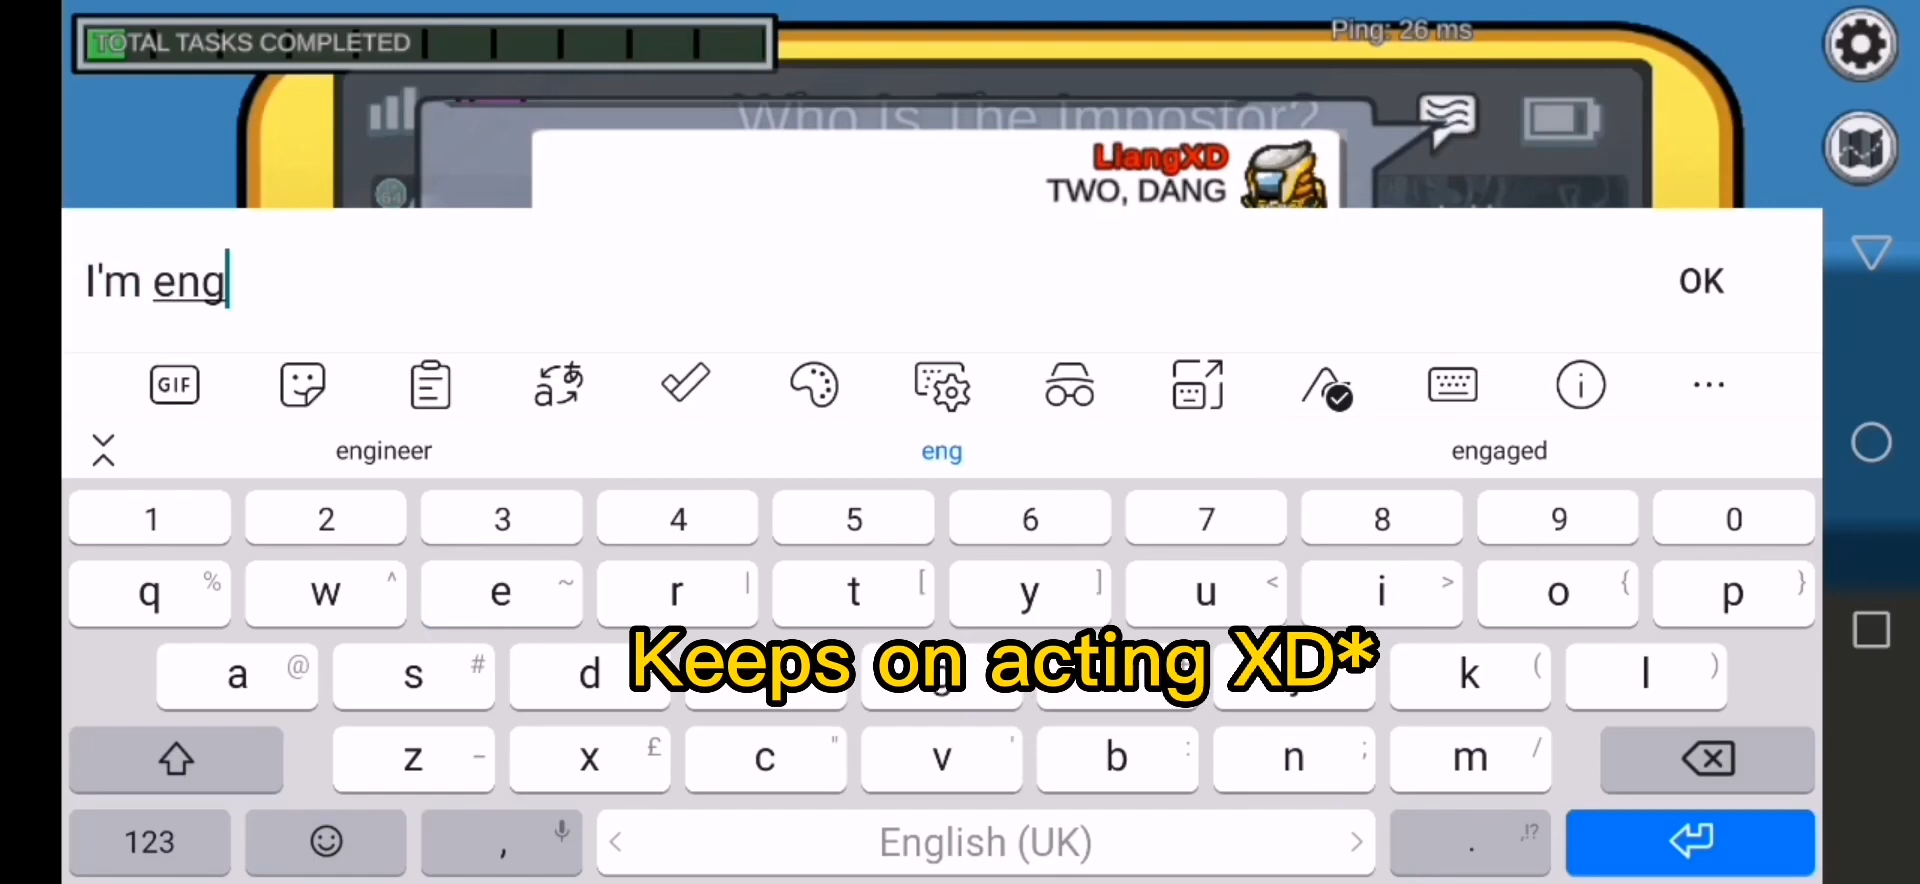 TOTAL TASKS COMPLETED
Ping: 26 ms
Who Is The Impostor?
LiangXD
TWO, DANG
I'm eng
OK
GIF
engineer
eng
engaged
1 2 3 4 5 6 7 8 9 0
q % w ^ e ~ r | t [ y ] u < i > o { p }
a @ s # d k ( l )
Keeps on acting XD*
z - x £ c " v ' b : n ; m /
123 , < English (UK) > . ,!?